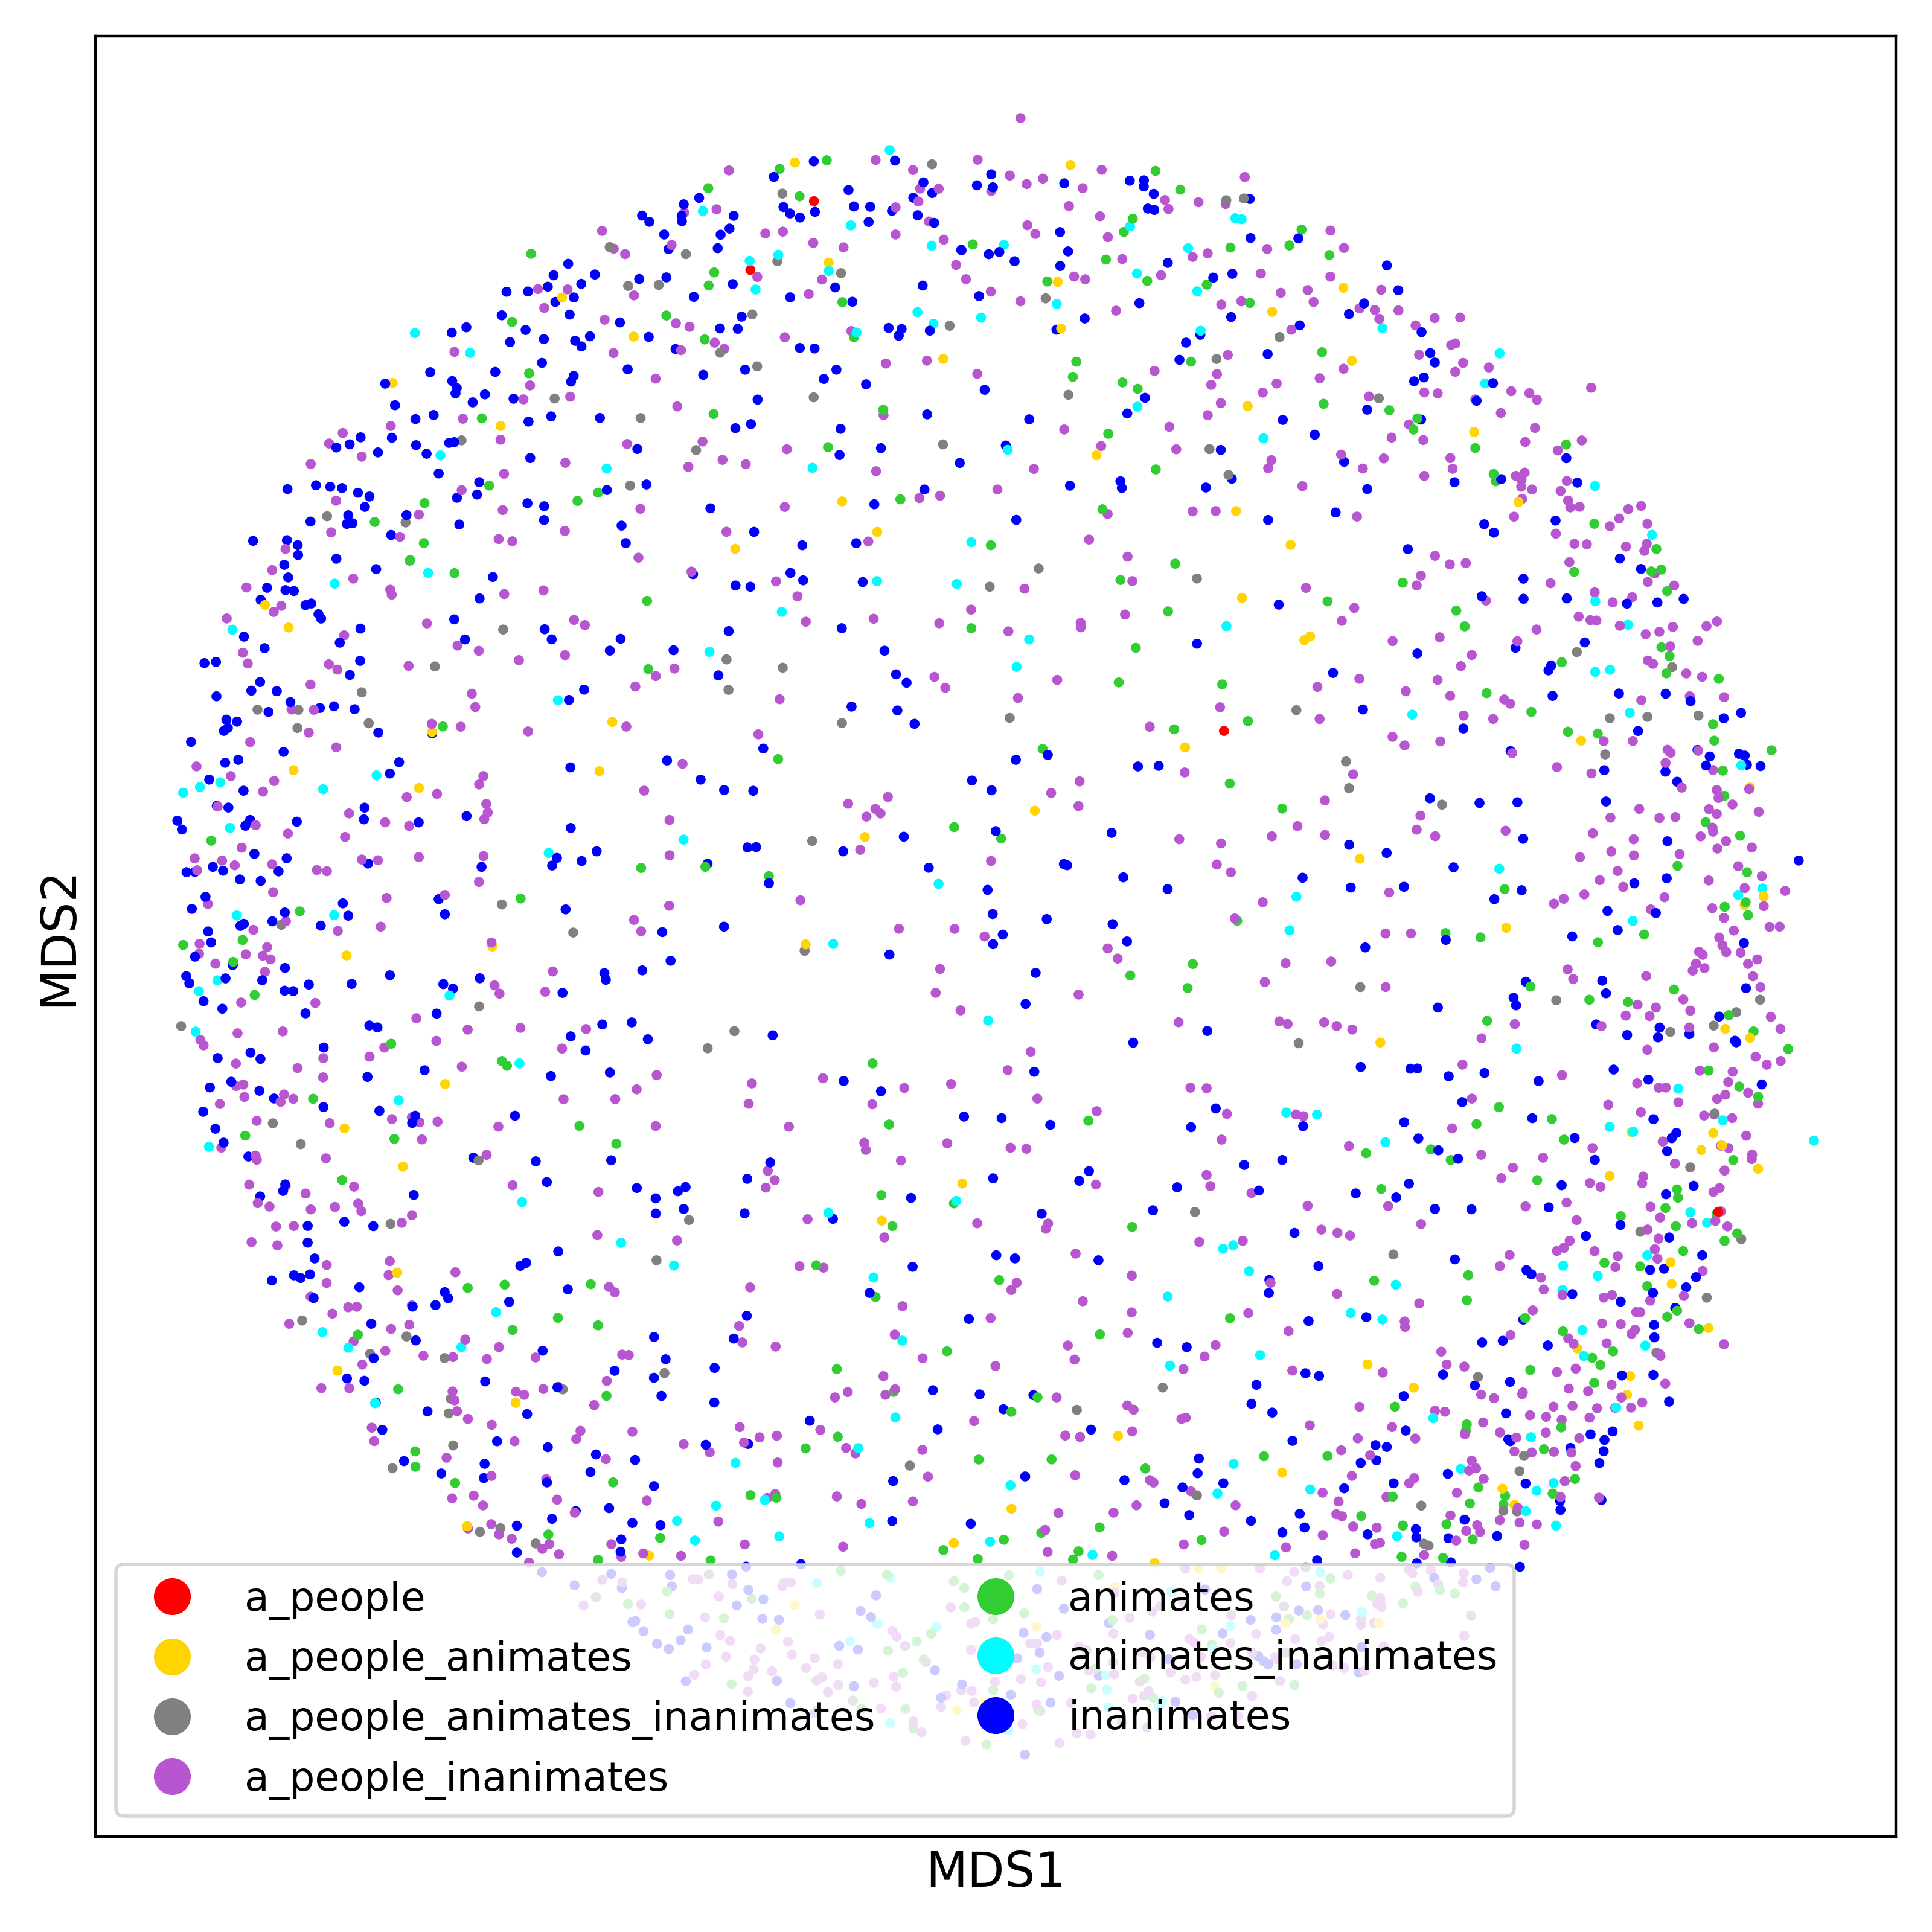 MDS2
a_people
a_people_animates
a_people_animates_inanimates
a_people_inanimates
animates
animates_inanimates
inanimates
MDS1